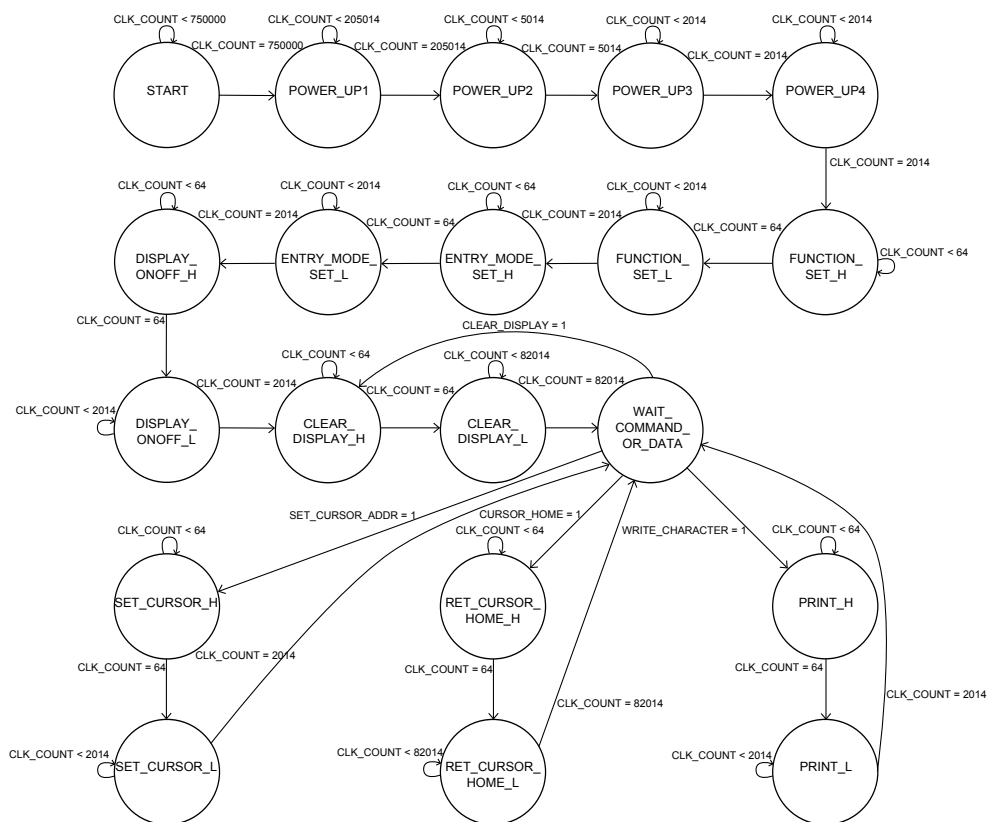 CLK_COUNT < 750000
CLK_COUNT < 205014
CLK_COUNT < 5014
CLK_COUNT < 2014
CLK_COUNT < 2014
CLK_COUNT = 750000
CLK_COUNT = 205014
CLK_COUNT = 5014
CLK_COUNT = 2014
START
POWER_UP1
POWER_UP2
POWER_UP3
POWER_UP4
CLK_COUNT = 2014
CLK_COUNT < 64
CLK_COUNT < 2014
CLK_COUNT < 64
CLK_COUNT < 2014
CLK_COUNT = 2014
CLK_COUNT = 64
CLK_COUNT = 2014
CLK_COUNT = 64
DISPLAY_
ONOFF_H
ENTRY_MODE_
SET_L
ENTRY_MODE_
SET_H
FUNCTION_
SET_L
FUNCTION_
SET_H
CLK_COUNT < 64
CLK_COUNT = 64
CLEAR_DISPLAY = 1
CLK_COUNT < 64
CLK_COUNT < 82014
CLK_COUNT = 2014
CLK_COUNT = 64
CLK_COUNT = 82014
CLK_COUNT < 2014
DISPLAY_
ONOFF_L
CLEAR_
DISPLAY_H
CLEAR_
DISPLAY_L
WAIT_
COMMAND_
OR_DATA
SET_CURSOR_ADDR = 1
CURSOR_HOME = 1
WRITE_CHARACTER = 1
CLK_COUNT < 64
CLK_COUNT < 64
CLK_COUNT < 64
SET_CURSOR_H
RET_CURSOR_
HOME_H
PRINT_H
CLK_COUNT = 64
CLK_COUNT = 2014
CLK_COUNT = 64
CLK_COUNT = 82014
CLK_COUNT = 64
CLK_COUNT = 2014
CLK_COUNT < 2014
SET_CURSOR_L
CLK_COUNT < 82014
RET_CURSOR_
HOME_L
CLK_COUNT < 2014
PRINT_L